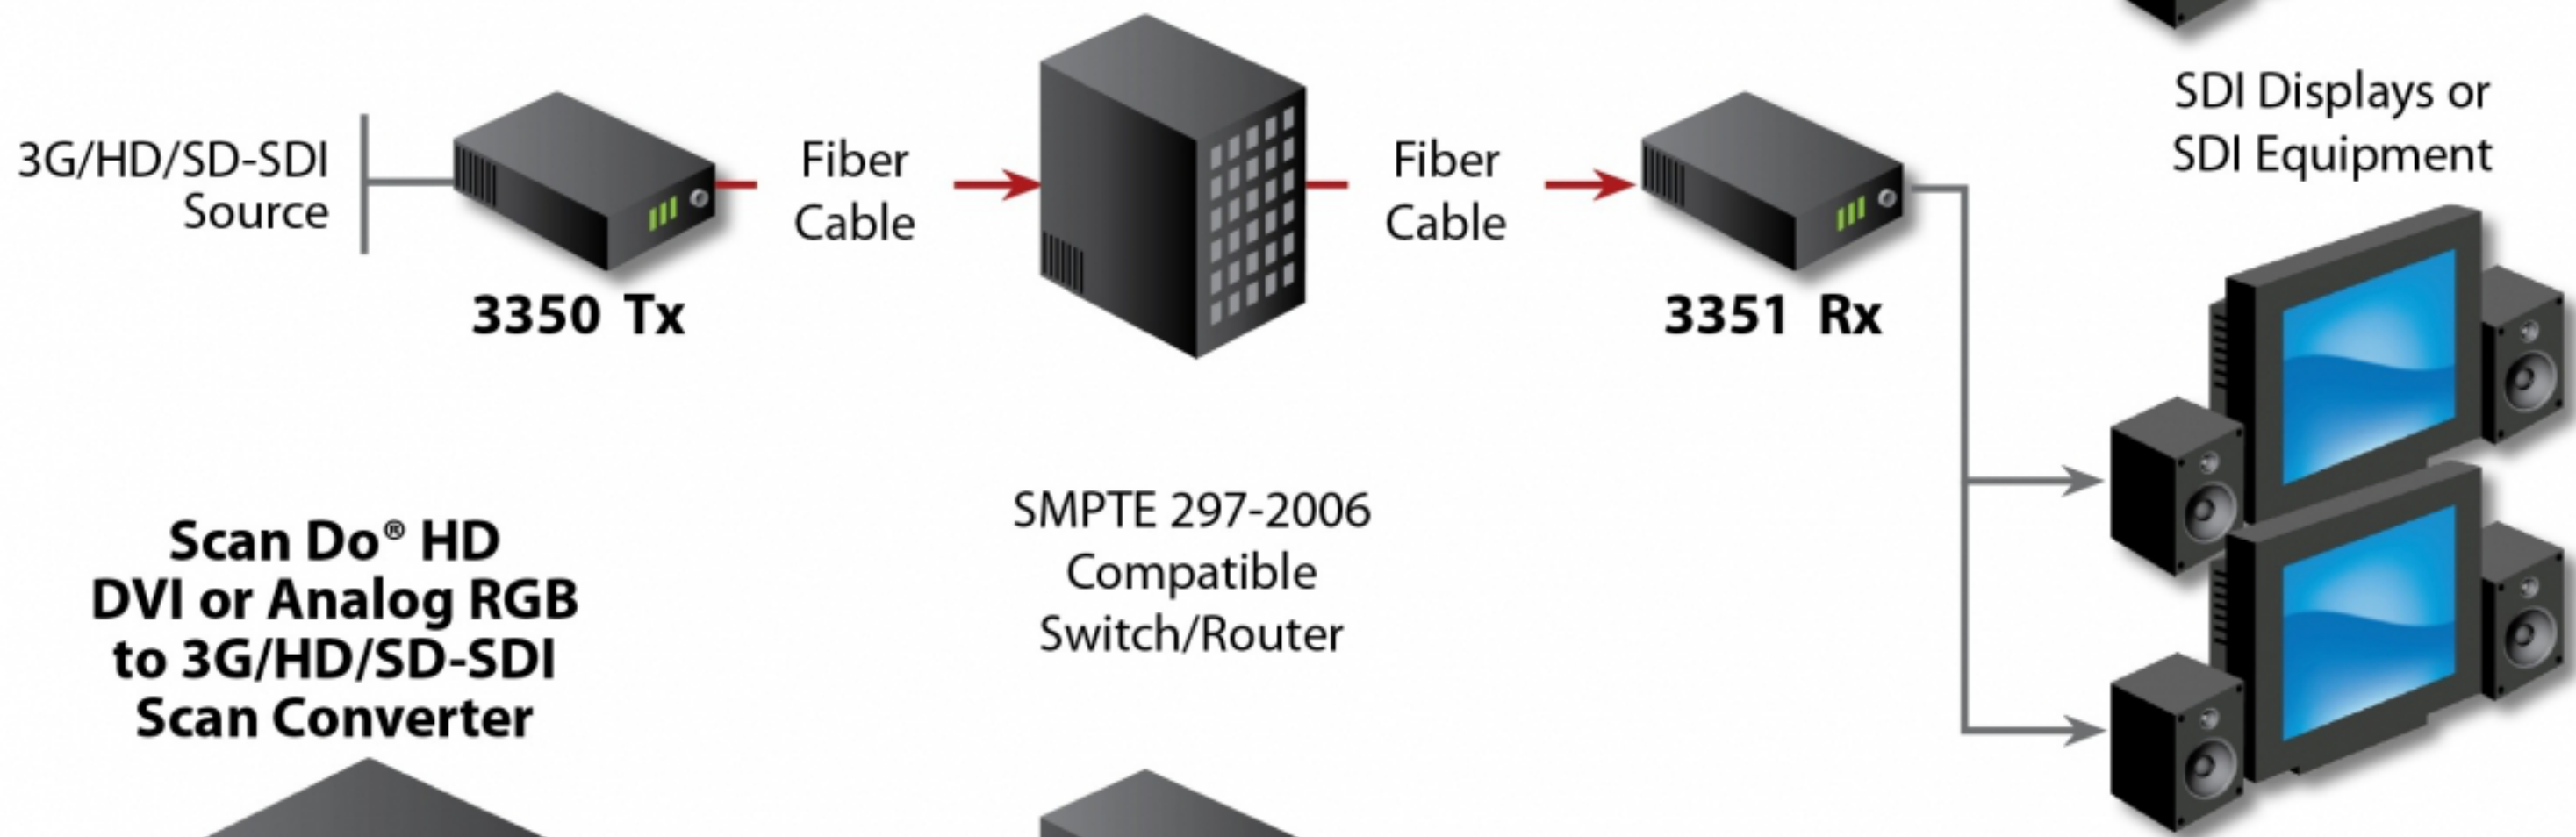 3G/HD/SD-SDI
Source
3350 Tx
Fiber
Cable
Fiber
Cable
3351 Rx
SDI Displays or
SDI Equipment
Scan Do® HD
DVI or Analog RGB
to 3G/HD/SD-SDI
Scan Converter
SMPTE 297-2006
Compatible
Switch/Router